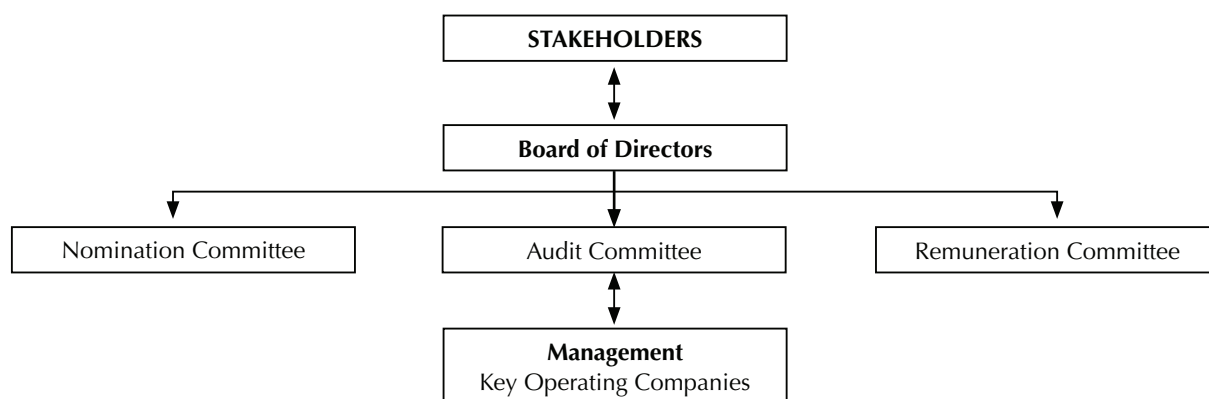 STAKEHOLDERS
Board of Directors
Nomination Committee
Audit Committee
Remuneration Committee
Management
Key Operating Companies